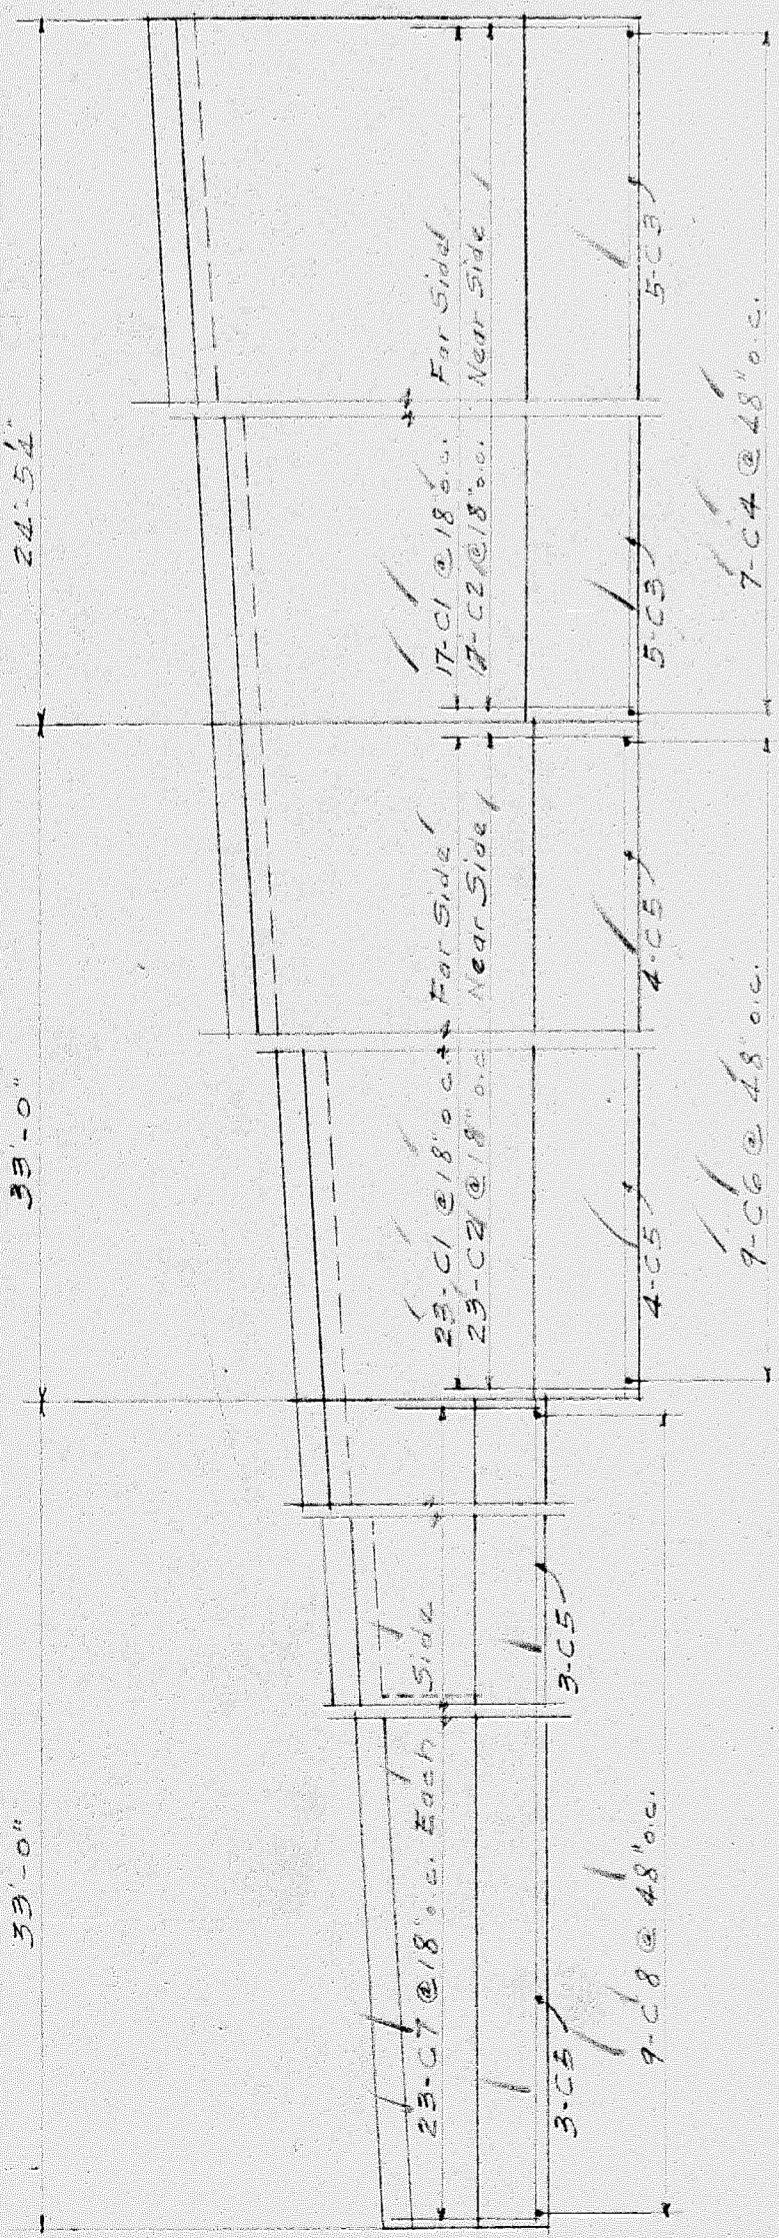 33'-0"
33'-0"
24'-5¼"
23-C7 @ 18" o.c. Each Side
23-C1 @ 18" o.c. Far Side
23-C2 @ 18" o.c. Near Side
17-C1 @ 18" o.c. Far Side
17-C2 @ 18" o.c. Near Side
3-C5
3-C5
4-C5
4-C5
5-C3
5-C3
9-C8 @ 48" o.c.
9-C6 @ 48" o.c.
7-C4 @ 48" o.c.